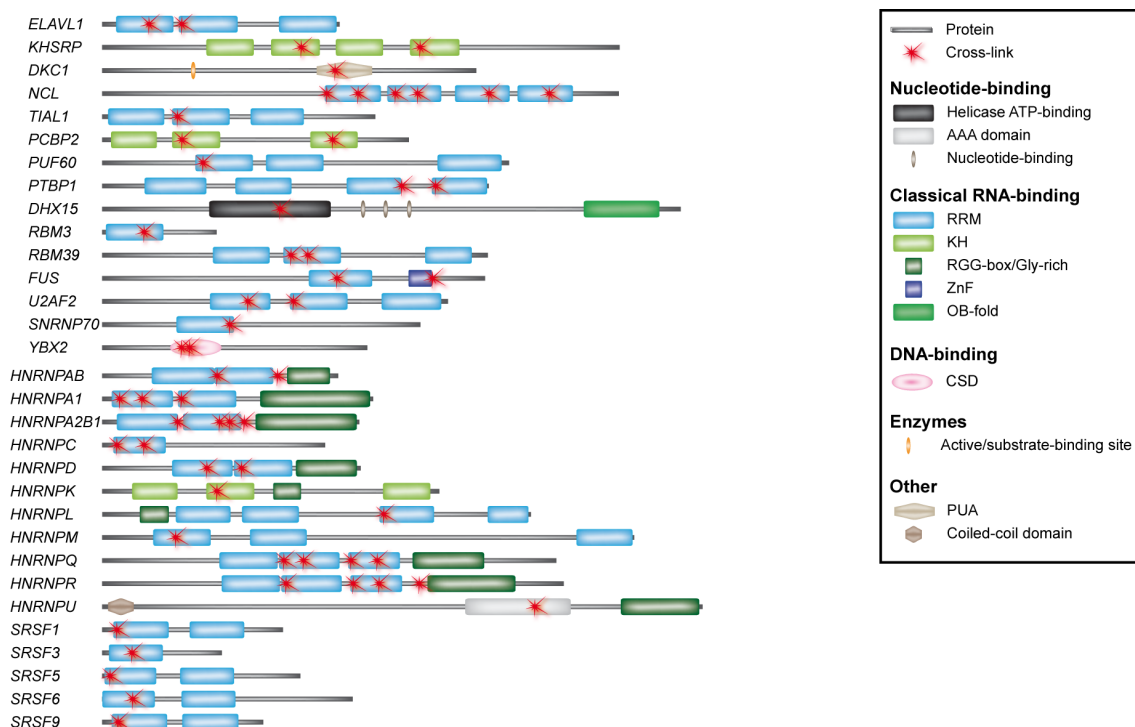 ELAVL1
KHSRP
DKC1
NCL
TIAL1
PCBP2
PUF60
PTBP1
DHX15
RBM3
RBM39
FUS
U2AF2
SNRNP70
YBX2
HNRNPAB
HNRNPA1
HNRNPA2B1
HNRNPC
HNRNPD
HNRNPK
HNRNPL
HNRNPM
HNRNPQ
HNRNPR
HNRNPU
SRSF1
SRSF3
SRSF5
SRSF6
SRSF9
Protein
Cross-link
Nucleotide-binding
Helicase ATP-binding
AAA domain
Nucleotide-binding
Classical RNA-binding
RRM
KH
RGG-box/Gly-rich
ZnF
OB-fold
DNA-binding
CSD
Enzymes
Active/substrate-binding site
Other
PUA
Coiled-coil domain